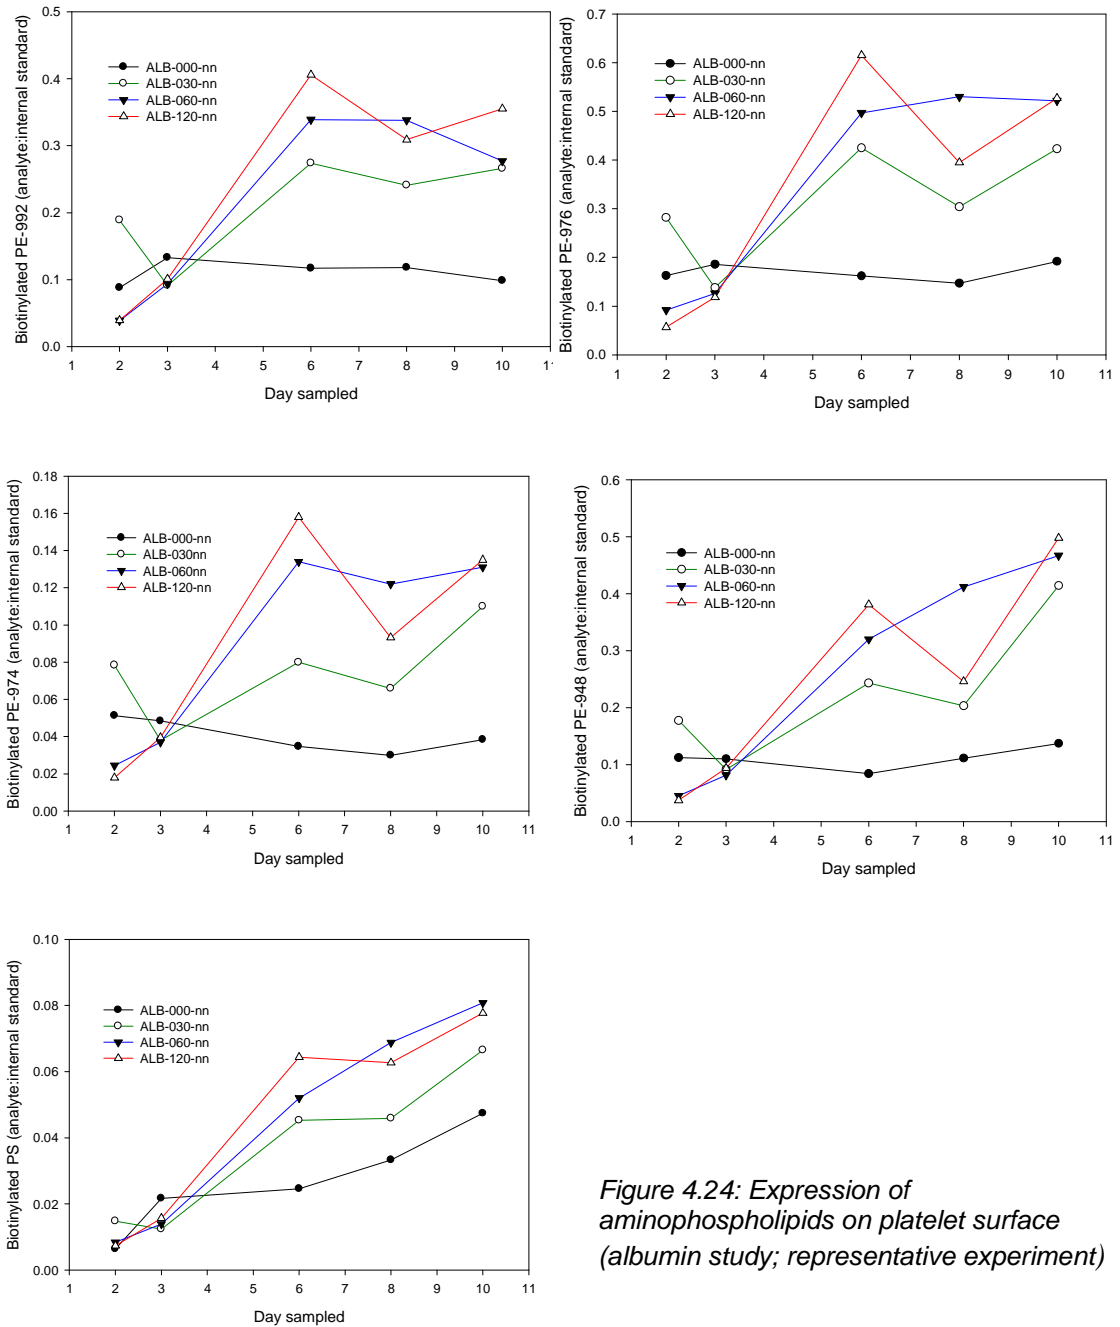 Biotinylated PE-992 (analyte:internal standard)
0.5
0.4
0.3
0.2
0.1
0.0
ALB-000-nn
ALB-030-nn
ALB-060-nn
ALB-120-nn
1 2 3 4 5 6 7 8 9 10 11
Day sampled
Biotinylated PE-976 (analyte:internal standard)
0.7
0.6
0.5
0.4
0.3
0.2
0.1
0.0
ALB-000-nn
ALB-030-nn
ALB-060-nn
ALB-120-nn
1 2 3 4 5 6 7 8 9 10 11
Day sampled
Biotinylated PE-974 (analyte:internal standard)
0.18
0.16
0.14
0.12
0.10
0.08
0.06
0.04
0.02
0.00
ALB-000-nn
ALB-030nn
ALB-060nn
ALB-120-nn
1 2 3 4 5 6 7 8 9 10 11
Day sampled
Biotinylated PE-948 (analyte:internal standard)
0.6
0.5
0.4
0.3
0.2
0.1
0.0
ALB-000-nn
ALB-030-nn
ALB-060-nn
ALB-120-nn
1 2 3 4 5 6 7 8 9 10 11
Day sampled
Biotinylated PS (analyte:internal standard)
0.10
0.08
0.06
0.04
0.02
0.00
ALB-000-nn
ALB-030-nn
ALB-060-nn
ALB-120-nn
1 2 3 4 5 6 7 8 9 10 11
Day sampled
Figure 4.24: Expression of
aminophospholipids on platelet surface
(albumin study; representative experiment)